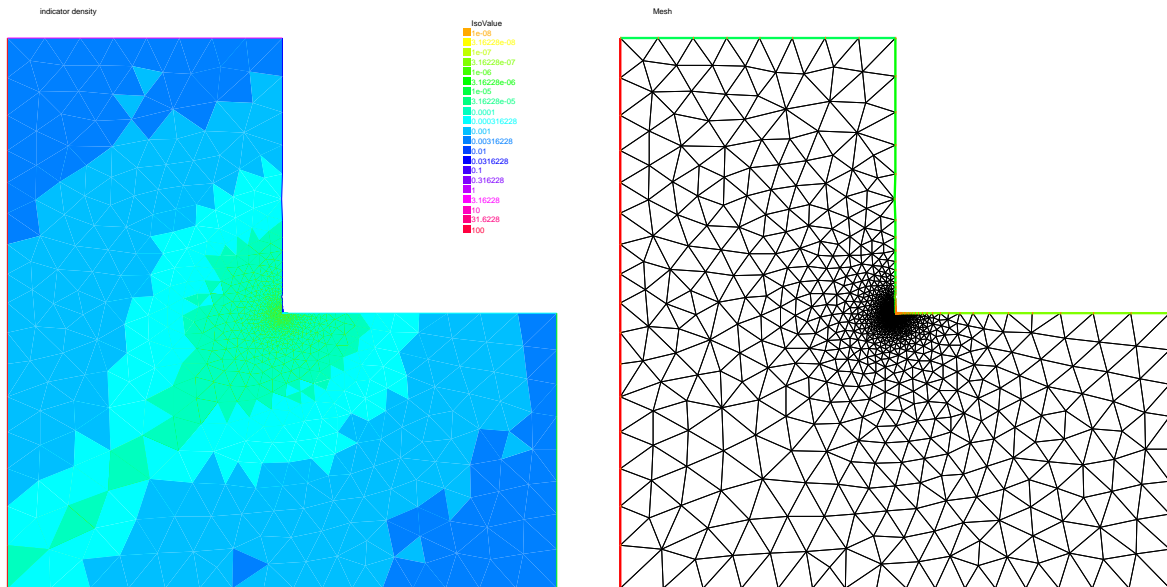 indicator density
IsoValue
1e-08
3.16228e-08
1e-07
3.16228e-07
1e-06
3.16228e-06
1e-05
3.16228e-05
0.0001
0.000316228
0.001
0.00316228
0.01
0.0316228
0.1
0.316228
1
3.16228
10
31.6228
100
Mesh